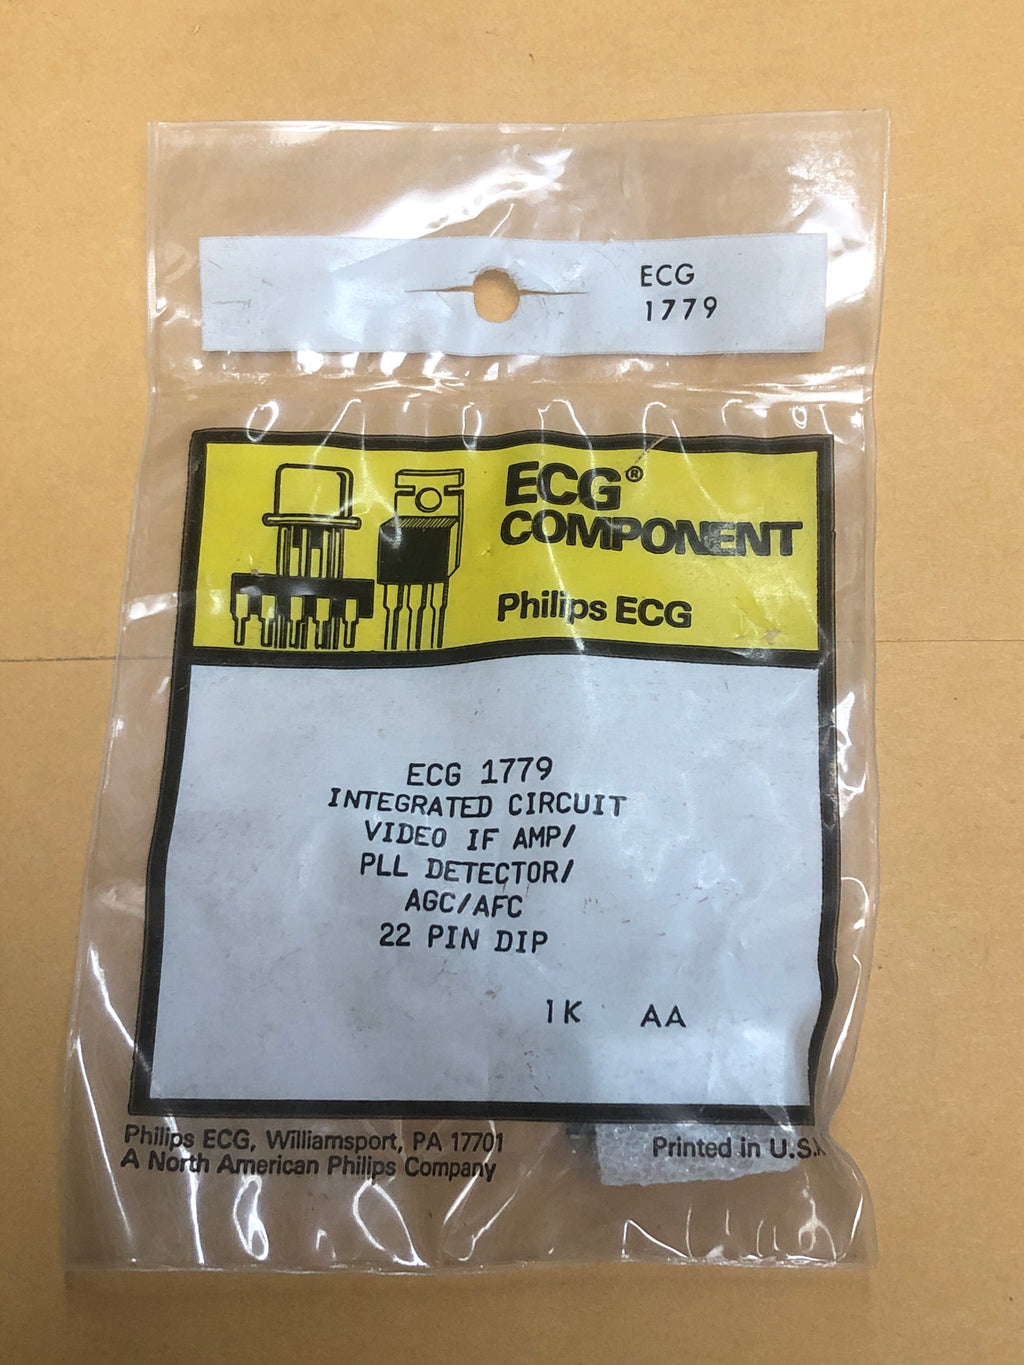 ECG
1779
ECG®
COMPONENT
Philips ECG
ECG 1779
INTEGRATED CIRCUIT
VIDEO IF AMP/
PLL DETECTOR/
AGC/AFC
22 PIN DIP
1K AA
Philips ECG, Williamsport, PA 17701
A North American Philips Company
Printed in U.S.A